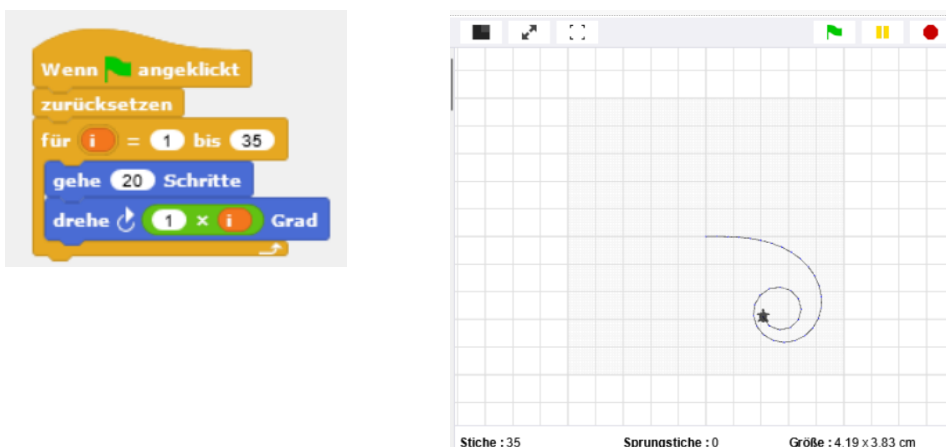 Wenn angeklickt
zurücksetzen
für i = 1 bis 35
gehe 20 Schritte
drehe 1 × i Grad
Stiche : 35 Sprungstiche : 0 Größe : 4.19 x 3.83 cm